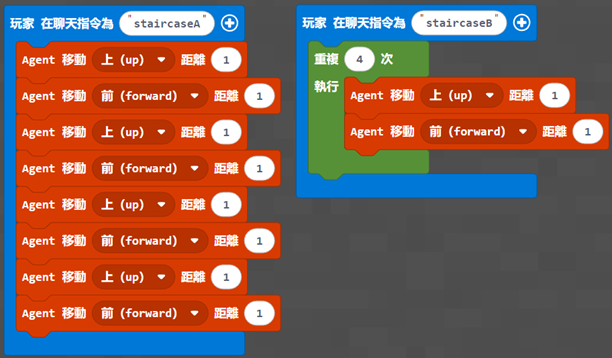 玩家 在聊天指令為 "staircaseA"
Agent 移動 上 (up) 距離 1
Agent 移動 前 (forward) 距離 1
Agent 移動 上 (up) 距離 1
Agent 移動 前 (forward) 距離 1
Agent 移動 上 (up) 距離 1
Agent 移動 前 (forward) 距離 1
Agent 移動 上 (up) 距離 1
Agent 移動 前 (forward) 距離 1
玩家 在聊天指令為 "staircaseB"
重複 4 次
執行
Agent 移動 上 (up) 距離 1
Agent 移動 前 (forward) 距離 1